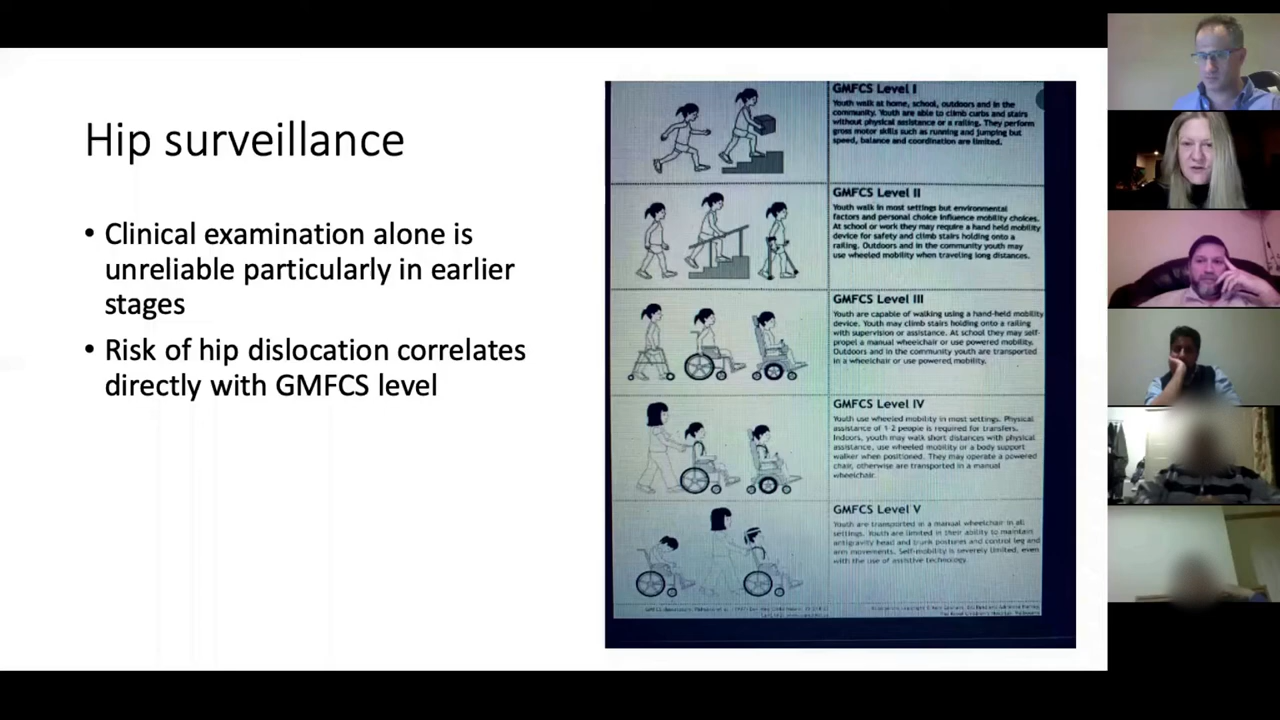 Hip surveillance
• Clinical examination alone is
unreliable particularly in earlier
stages
• Risk of hip dislocation correlates
directly with GMFCS level
GMFCS Level I
Youth walk at home, school, outdoors and in the
community. Youth are able to climb curbs and stairs
without physical assistance or a railing. They perform
gross motor skills such as running and jumping but
speed, balance and coordination are limited.
GMFCS Level II
Youth walk in most settings but environmental
factors and personal choice influence mobility choices.
At school or work they may require a hand held mobility
device for safety and climb stairs holding onto a
railing. Outdoors and in the community youth may
use wheeled mobility when traveling long distances.
GMFCS Level III
Youth are capable of walking using a hand-held mobility
device. Youth may climb stairs holding onto a railing
with supervision or assistance. At school they may self-
propel a manual wheelchair or use powered mobility.
Outdoors and in the community youth are transported
in a wheelchair or use powered mobility.
GMFCS Level IV
Youth use wheeled mobility in most settings. Physical
assistance of 1-2 people is required for transfers.
Indoors, youth may walk short distances with physical
assistance, use wheeled mobility or a body support
walker when positioned. They may operate a powered
chair, otherwise are transported in a manual
wheelchair.
GMFCS Level V
Youth are transported in a manual wheelchair in all
settings. Youth are limited in their ability to maintain
antigravity head and trunk postures and control leg and
arm movements. Self-mobility is severely limited, even
with the use of assistive technology.